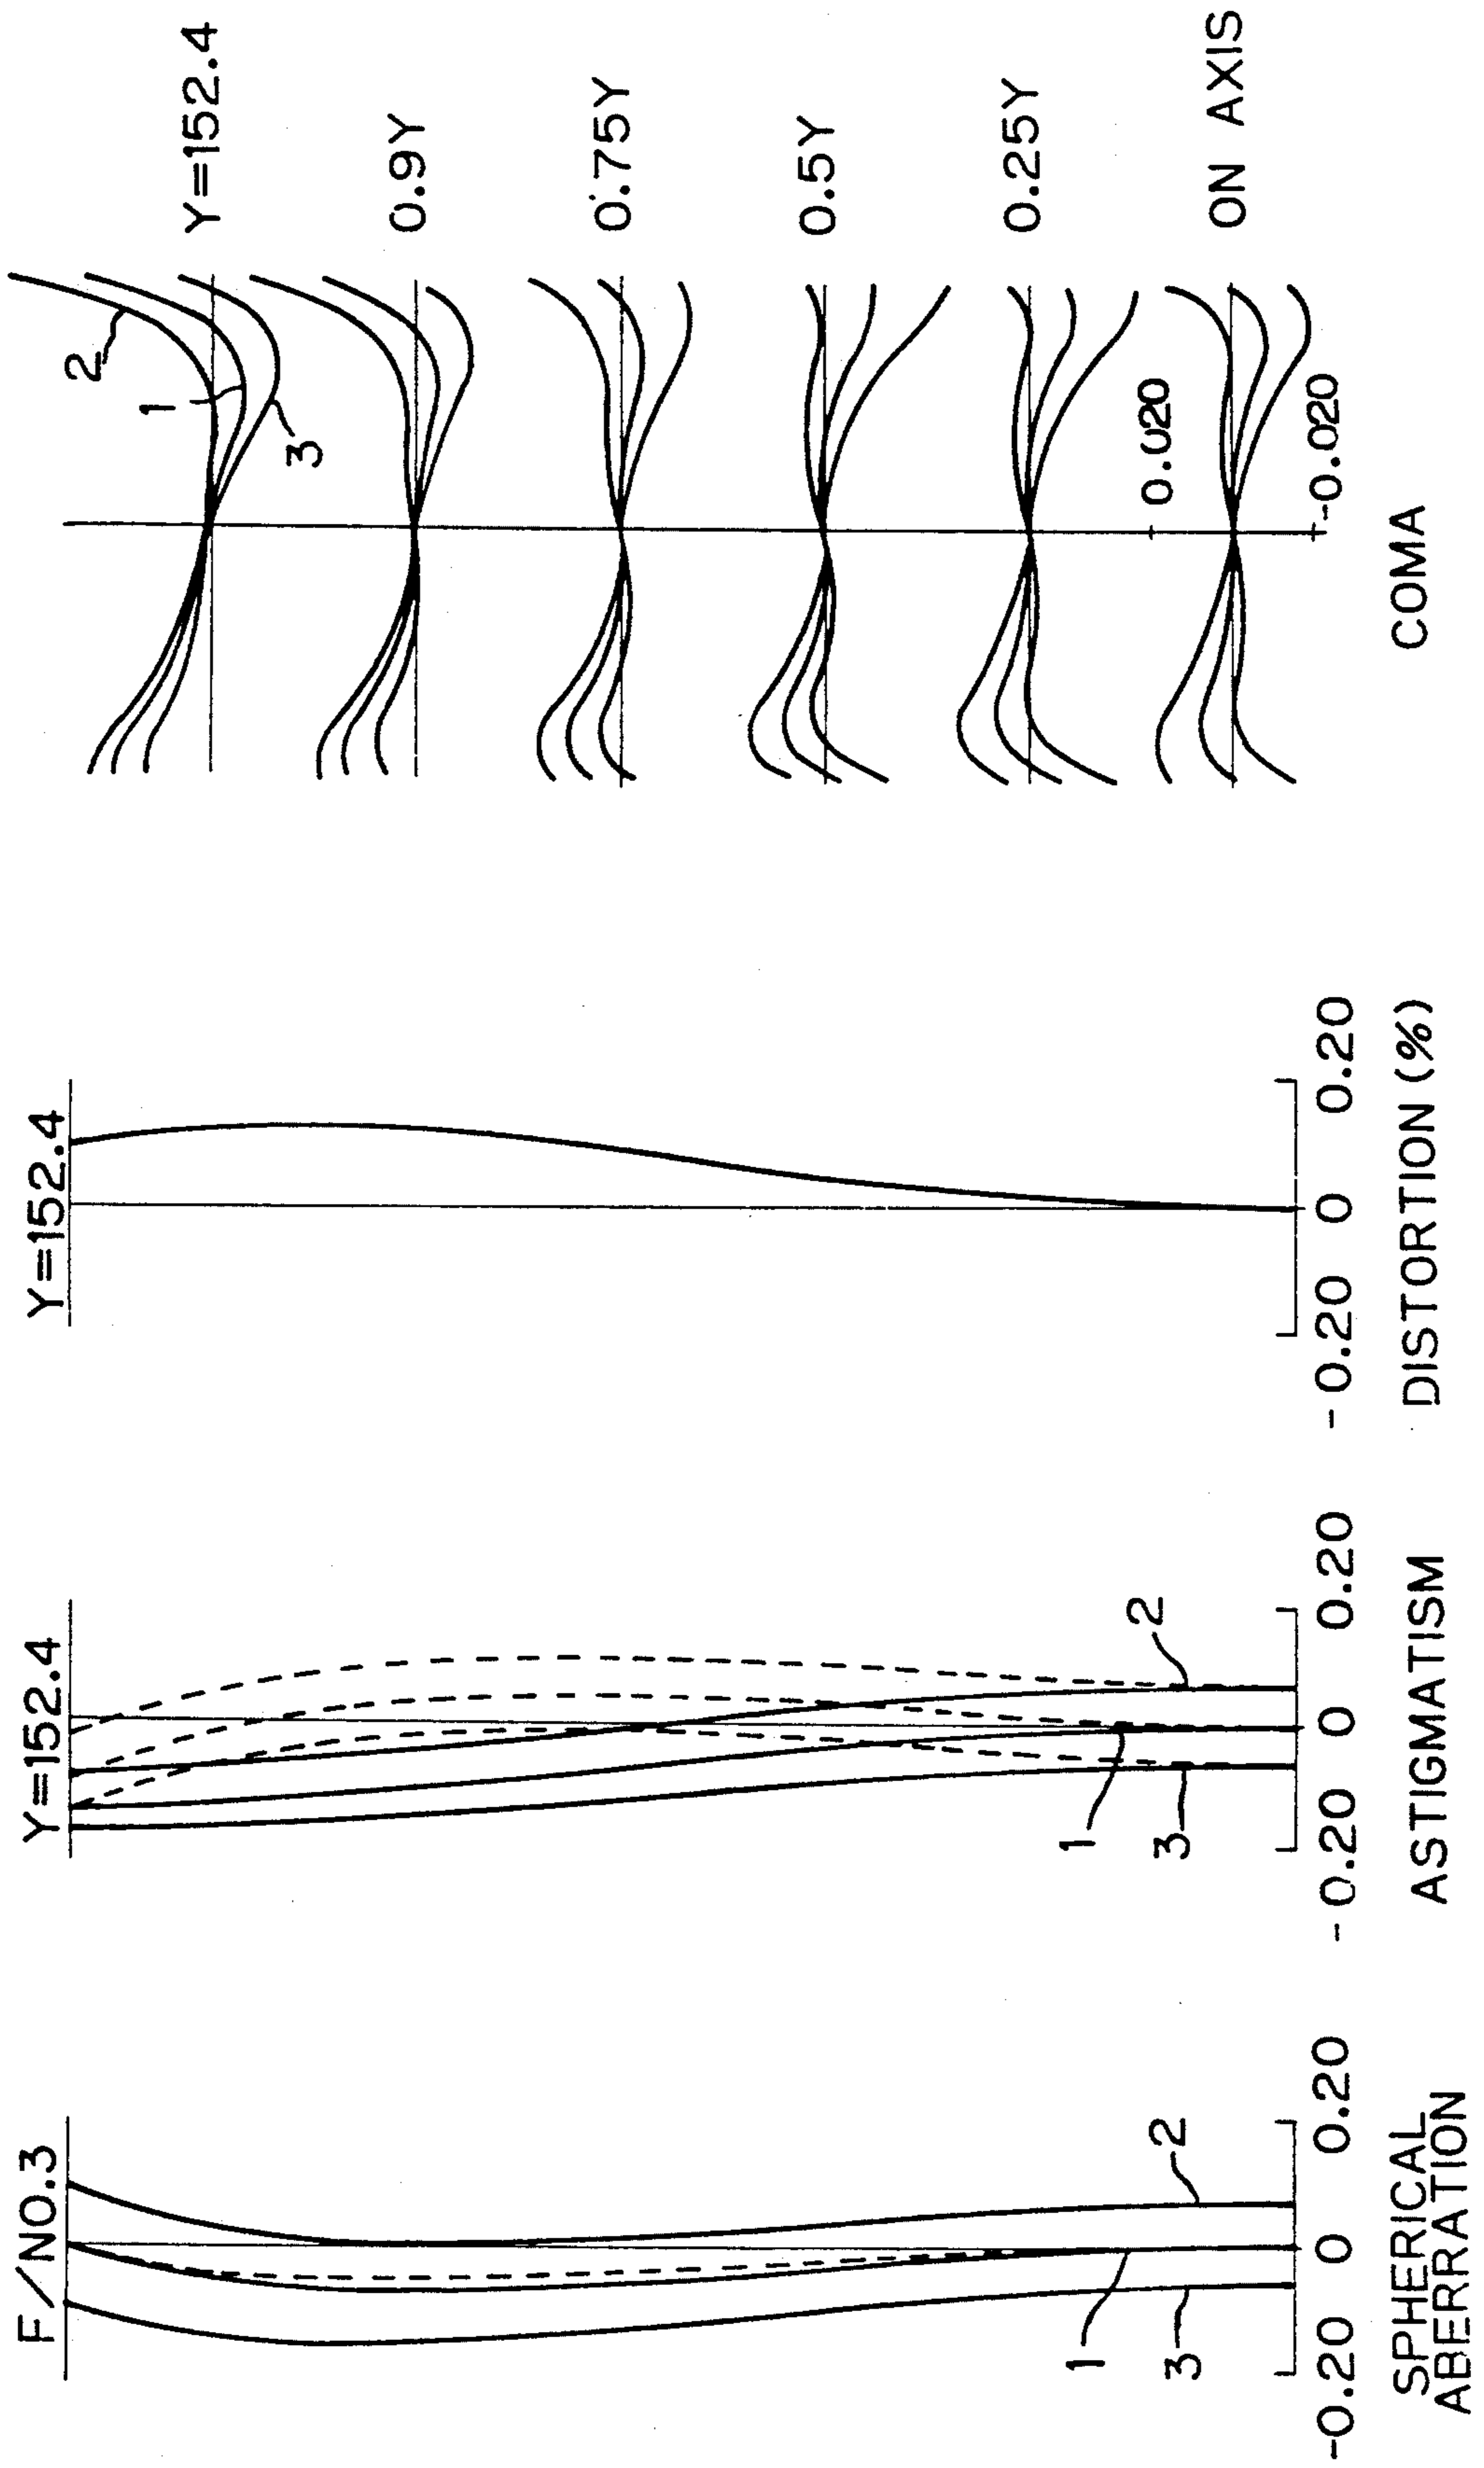 F/NO.3
1
2
3
-0.20 0 0.20
SPHERICAL
ABERRATION
Y=152.4
1
2
3
-0.20 0 0.20
ASTIGMATISM
Y=152.4
-0.20 0 0.20
DISTORTION (%)
2
1
3
Y=152.4
0.9Y
0.75Y
0.5Y
0.25Y
0.020
ON AXIS
-0.020
COMA